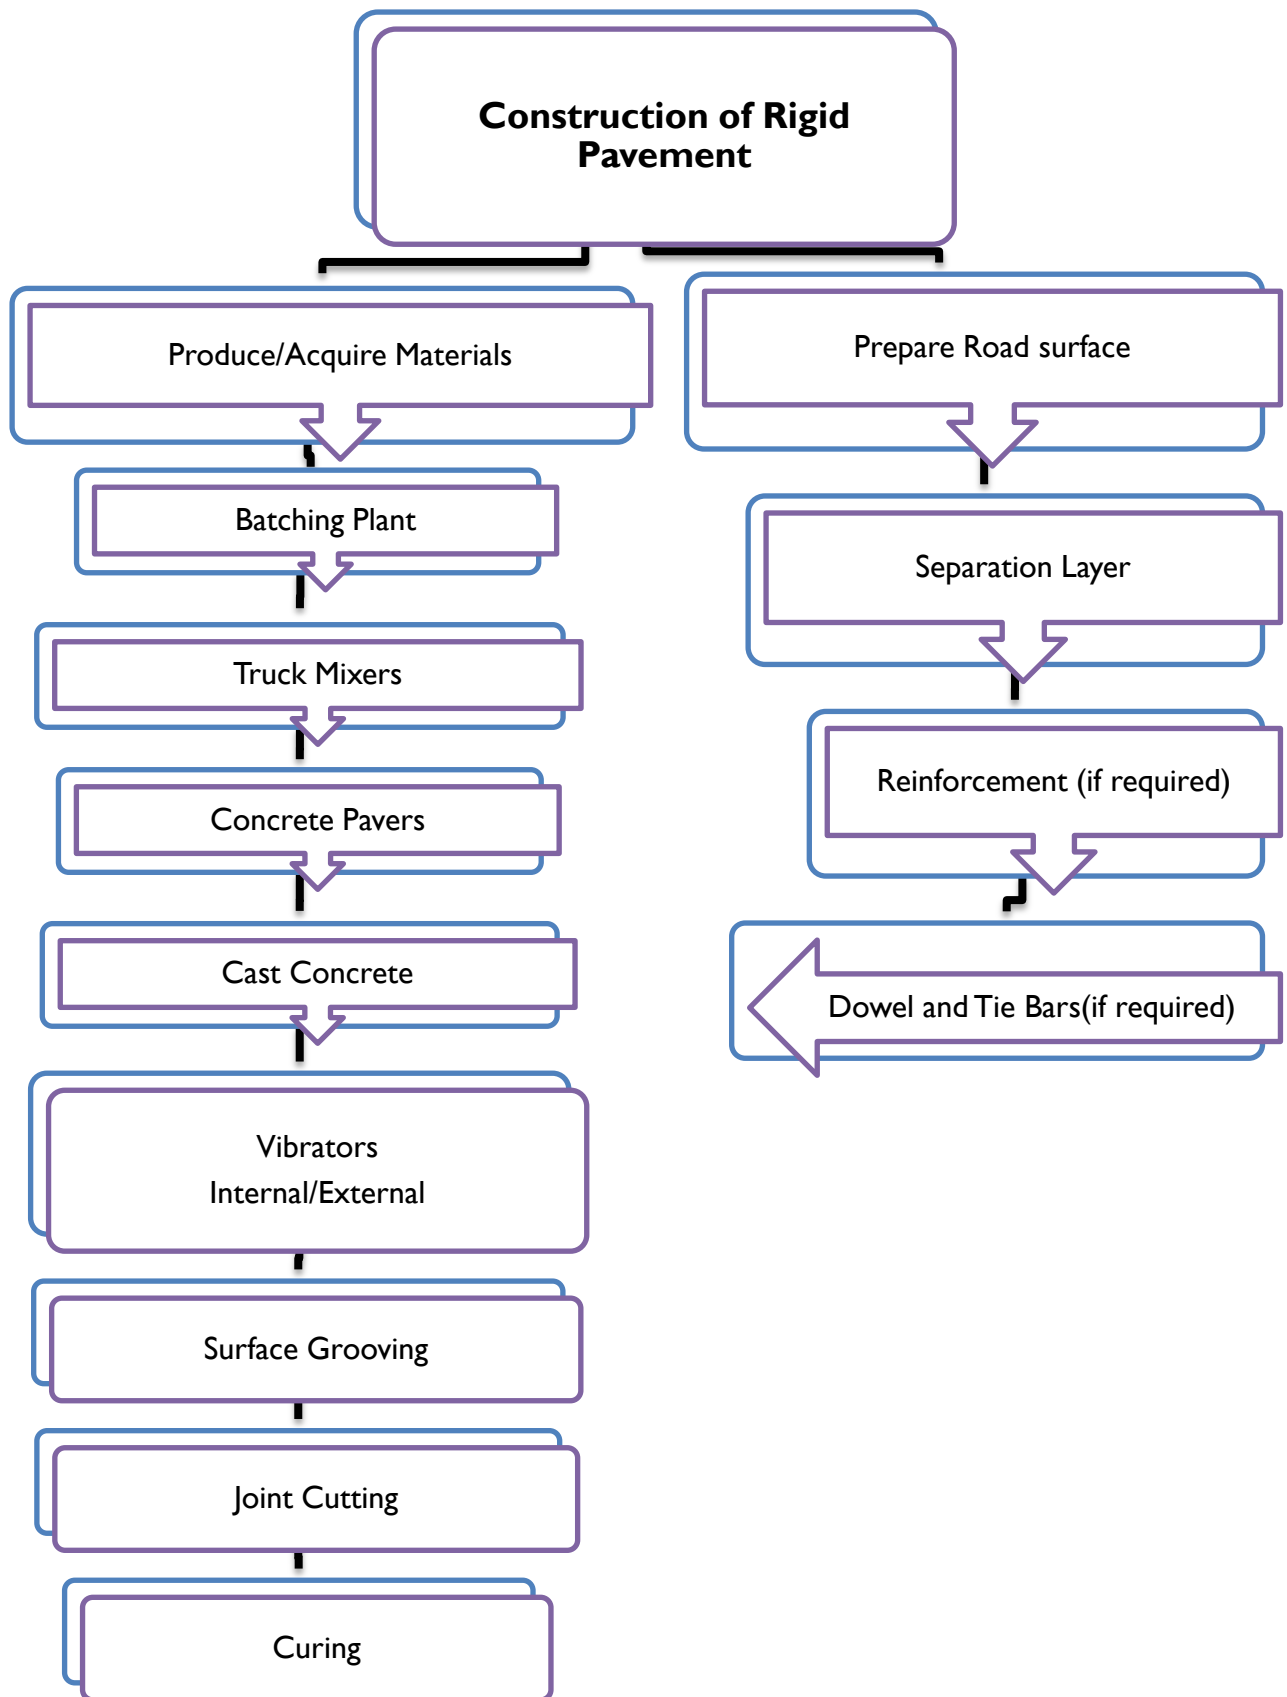 Construction of Rigid
Pavement
Produce/Acquire Materials
Batching Plant
Truck Mixers
Concrete Pavers
Cast Concrete
Vibrators
Internal/External
Surface Grooving
Joint Cutting
Curing
Prepare Road surface
Separation Layer
Reinforcement (if required)
Dowel and Tie Bars(if required)